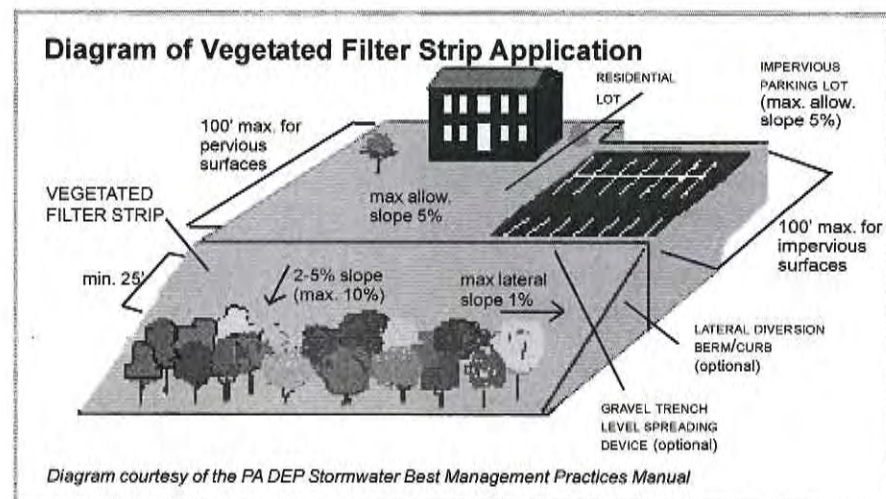 Diagram of Vegetated Filter Strip Application
RESIDENTIAL
LOT
IMPERVIOUS
PARKING LOT
(max. allow.
slope 5%)
100' max. for
pervious
surfaces
max allow.
slope 5%
VEGETATED
FILTER STRIP
100' max. for
impervious
surfaces
min. 25'
2-5% slope
(max. 10%)
max lateral
slope 1%
LATERAL DIVERSION
BERM/CURB
(optional)
GRAVEL TRENCH
LEVEL SPREADING
DEVICE (optional)
Diagram courtesy of the PA DEP Stormwater Best Management Practices Manual